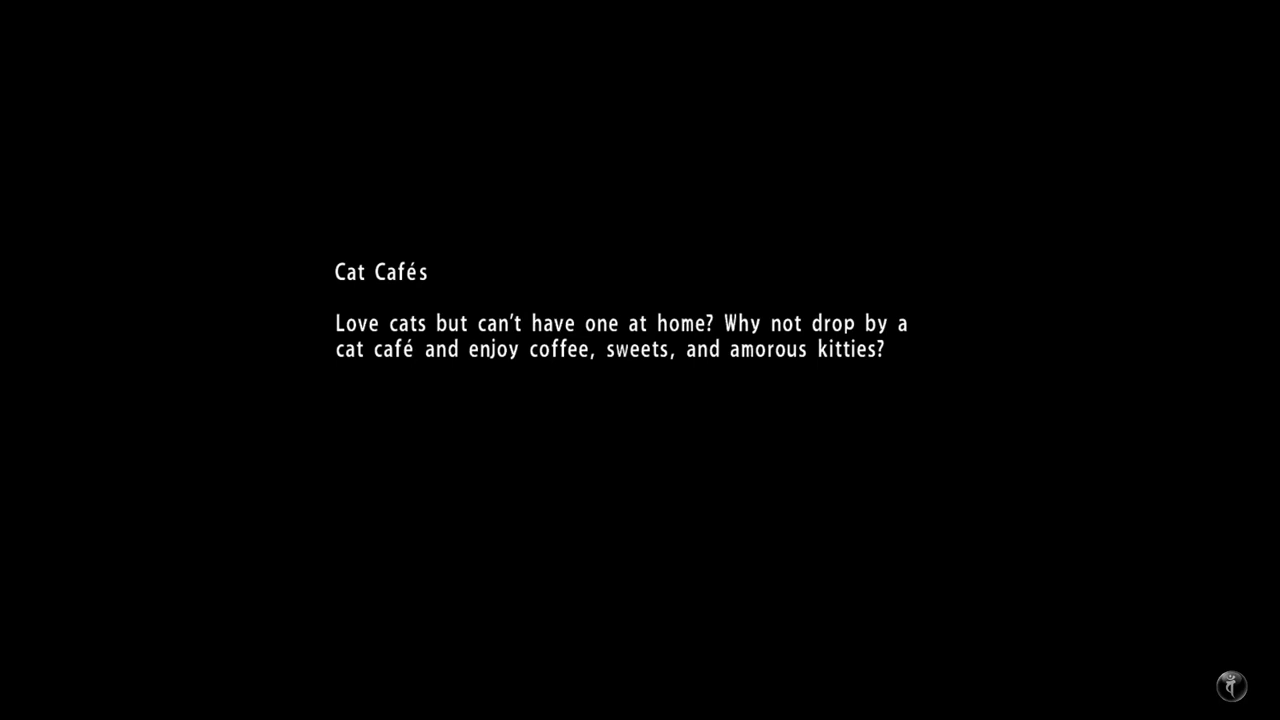 Cat Cafés
Love cats but can't have one at home? Why not drop by a
cat café and enjoy coffee, sweets, and amorous kitties?